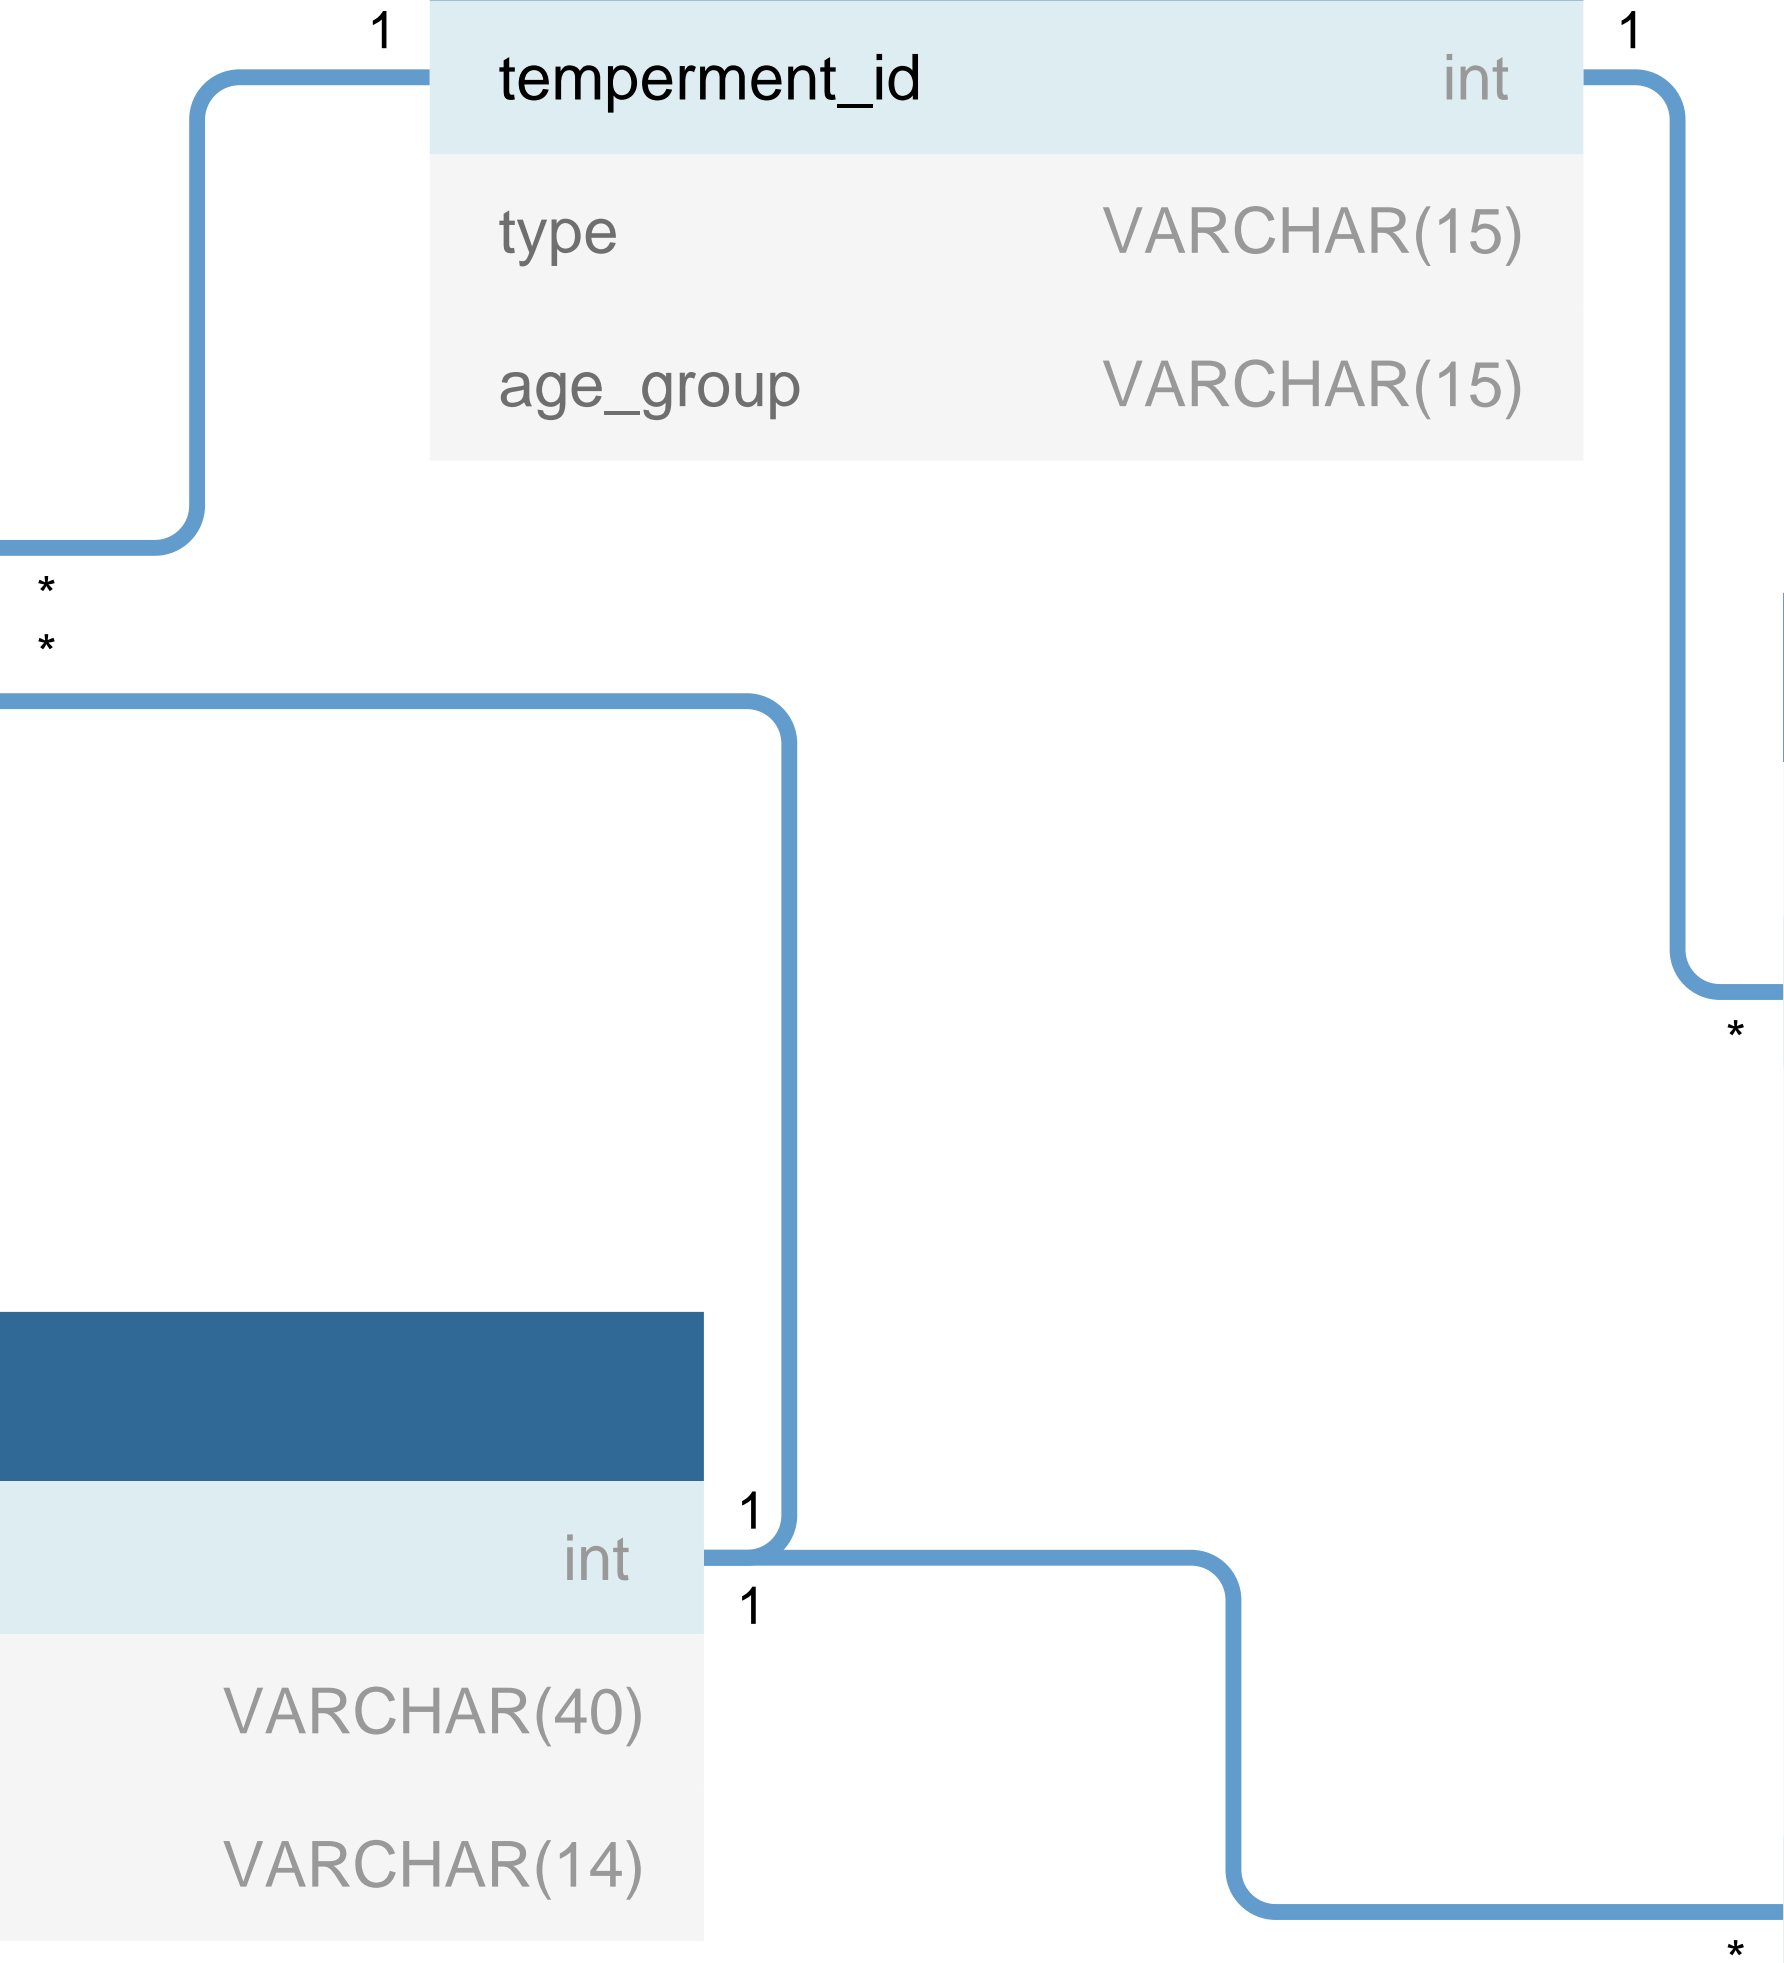 1 1
temperment_id int
type VARCHAR(15)
age_group VARCHAR(15)
*
*
*
1
int
1
VARCHAR(40)
VARCHAR(14)
*